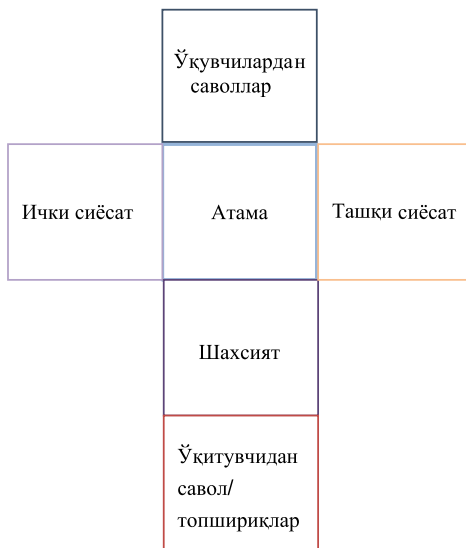 Ўқувчилардан
саволлар
Ички сиёсат
Атама
Ташқи сиёсат
Шахсият
Ўқитувчидан
савол/
топшириқлар